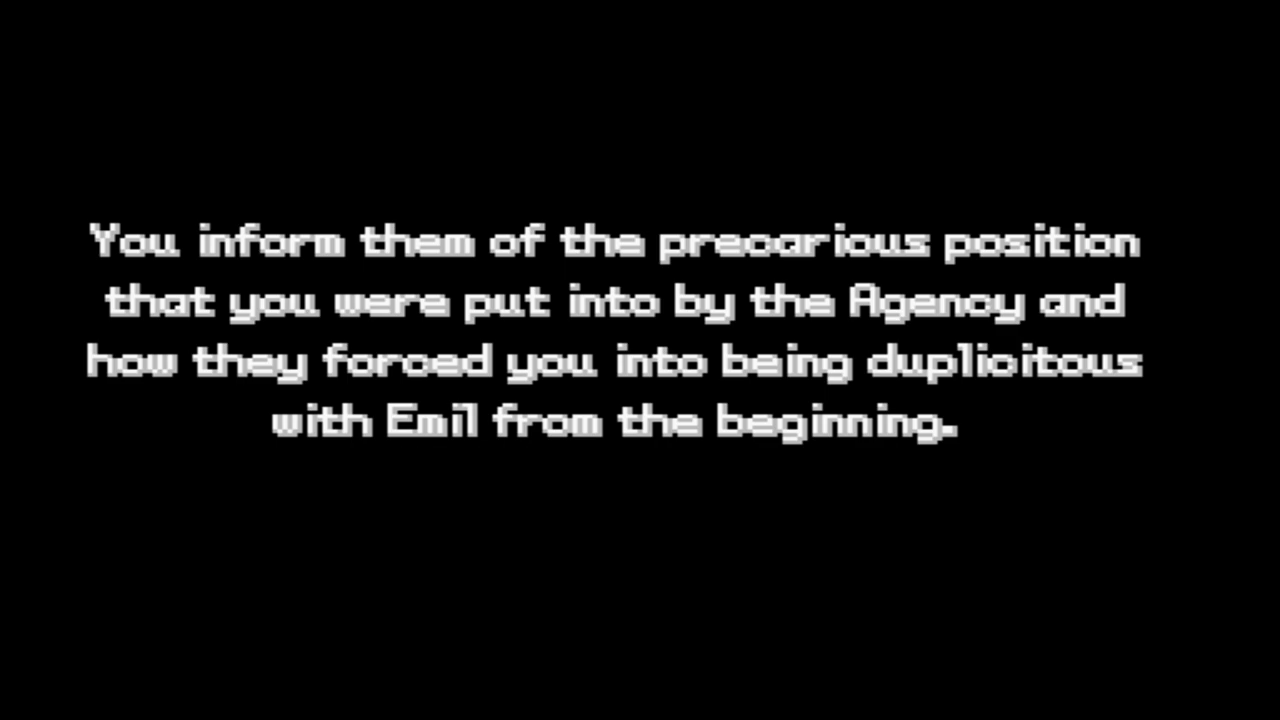 You inform them of the precarious position
that you were put into by the Agency and
how they forced you into being duplicitous
with Emil from the beginning.